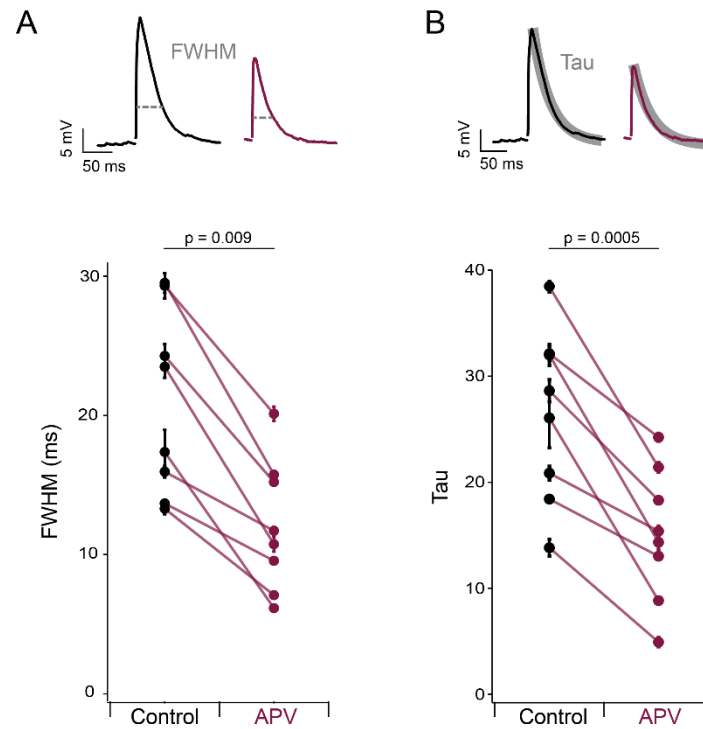 A
FWHM
5 mV
50 ms
p = 0.009
30
20
10
0
FWHM (ms)
Control
APV
B
Tau
5 mV
50 ms
p = 0.0005
40
30
20
10
0
Tau
Control
APV